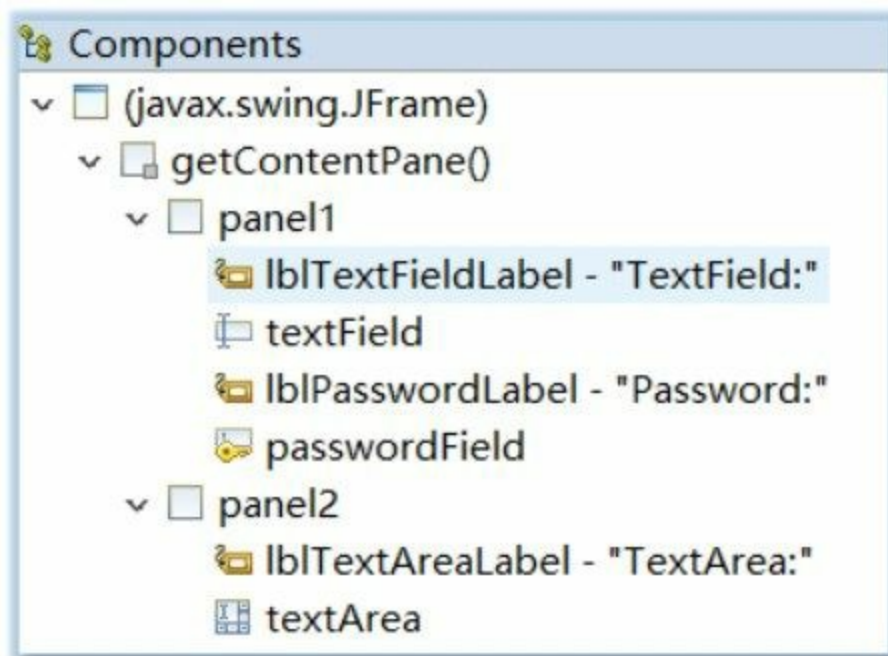 Components
(javax.swing.JFrame)
getContentPane()
panel1
lblTextFieldLabel - "TextField:"
textField
lblPasswordLabel - "Password:"
passwordField
panel2
lblTextAreaLabel - "TextArea:"
textArea